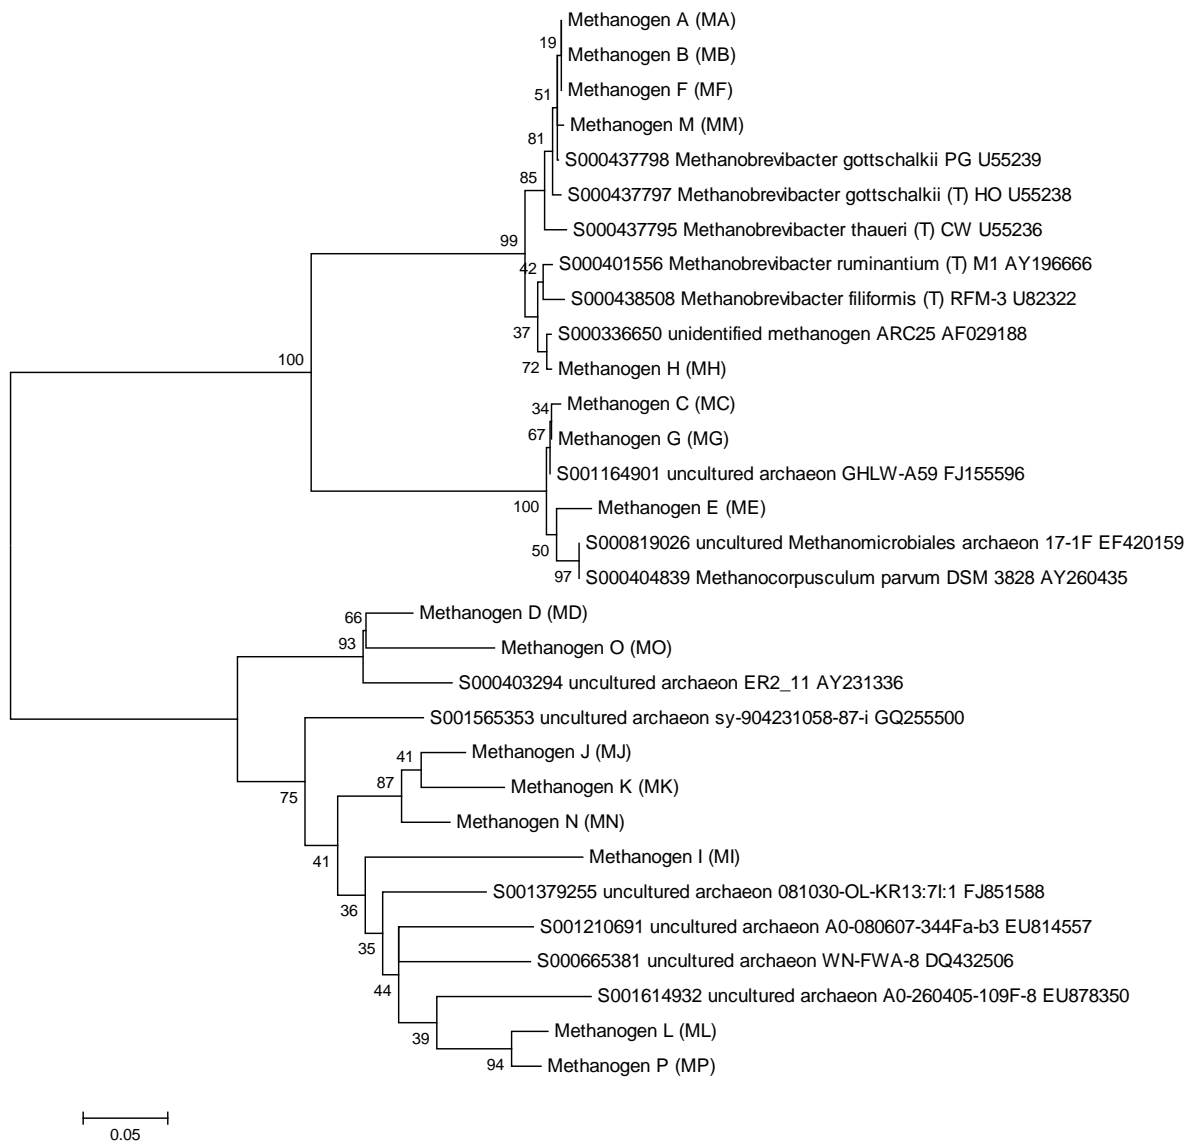 Methanogen A (MA)
19
Methanogen B (MB)
Methanogen F (MF)
51
Methanogen M (MM)
81
S000437798 Methanobrevibacter gottschalkii PG U55239
85
S000437797 Methanobrevibacter gottschalkii (T) HO U55238
S000437795 Methanobrevibacter thaueri (T) CW U55236
99
S000401556 Methanobrevibacter ruminantium (T) M1 AY196666
42
S000438508 Methanobrevibacter filiformis (T) RFM-3 U82322
37
S000336650 unidentified methanogen ARC25 AF029188
100
72
Methanogen H (MH)
Methanogen C (MC)
34
67
Methanogen G (MG)
S001164901 uncultured archaeon GHLW-A59 FJ155596
100
Methanogen E (ME)
S000819026 uncultured Methanomicrobiales archaeon 17-1F EF420159
50
97
S000404839 Methanocorpusculum parvum DSM 3828 AY260435
Methanogen D (MD)
66
93
Methanogen O (MO)
S000403294 uncultured archaeon ER2_11 AY231336
S001565353 uncultured archaeon sy-904231058-87-i GQ255500
Methanogen J (MJ)
41
87
Methanogen K (MK)
75
Methanogen N (MN)
41
Methanogen I (MI)
S001379255 uncultured archaeon 081030-OL-KR13:7I:1 FJ851588
36
S001210691 uncultured archaeon A0-080607-344Fa-b3 EU814557
35
S000665381 uncultured archaeon WN-FWA-8 DQ432506
44
S001614932 uncultured archaeon A0-260405-109F-8 EU878350
Methanogen L (ML)
39
94
Methanogen P (MP)
0.05